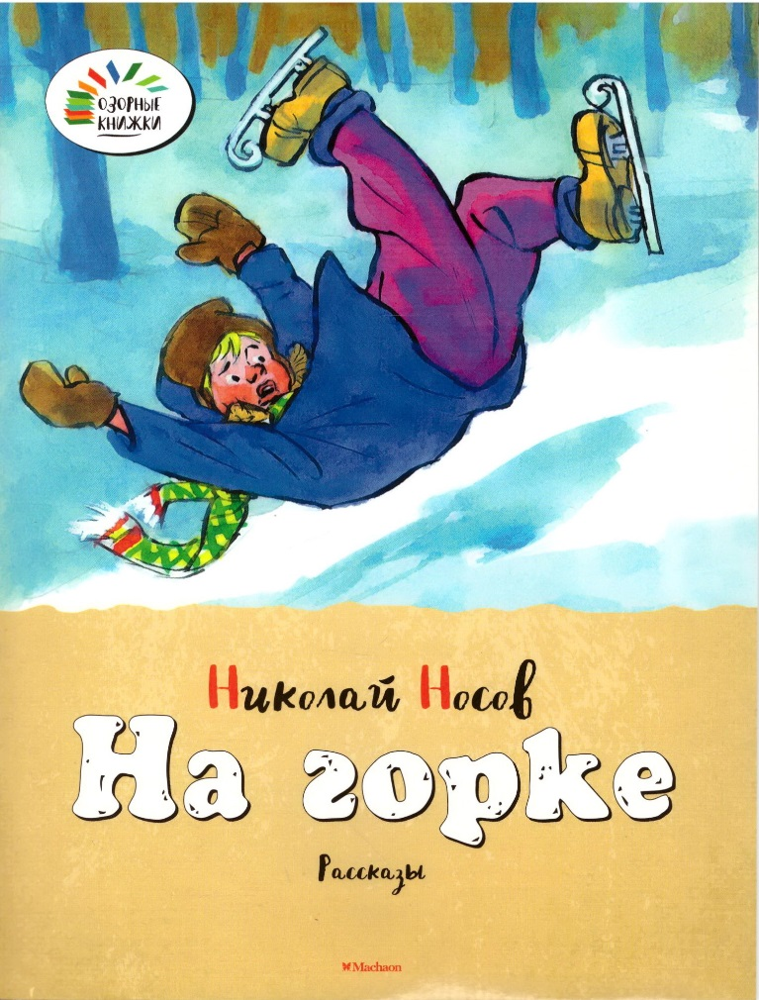 ОЗОРНЫЕ
КНИЖКИ
Николай Носов
На горке
Рассказы
Machaon